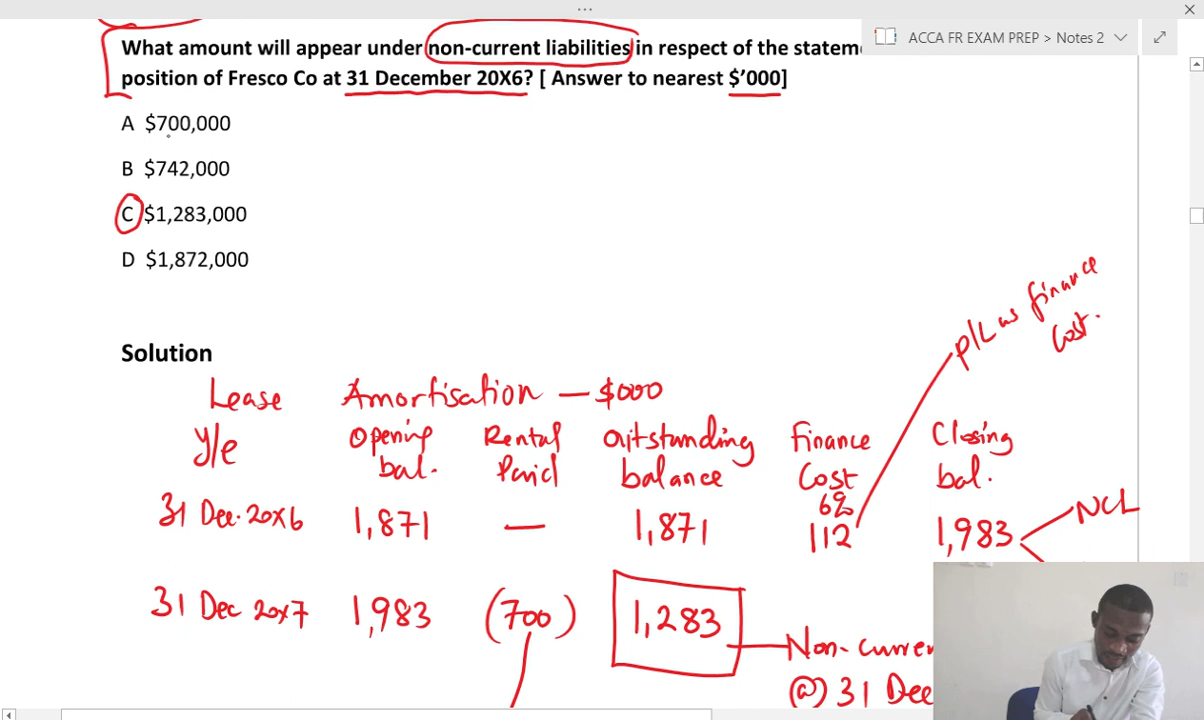 ACCA FR EXAM PREP > Notes 2
What amount will appear under non-current liabilities in respect of the statem
position of Fresco Co at 31 December 20X6? [ Answer to nearest $'000]
A $700,000
B $742,000
C $1,283,000
D $1,872,000
P/L as finance cost.
Solution
Lease Amortisation — $000
Y/e Opening bal. Rental Paid Outstanding balance Finance Cost 6% Closing bal.
31 Dec. 20x6 1,871 — 1,871 112 1,983 NCL
31 Dec 20x7 1,983 (700) 1,283
Non-curren
@ 31 Dec